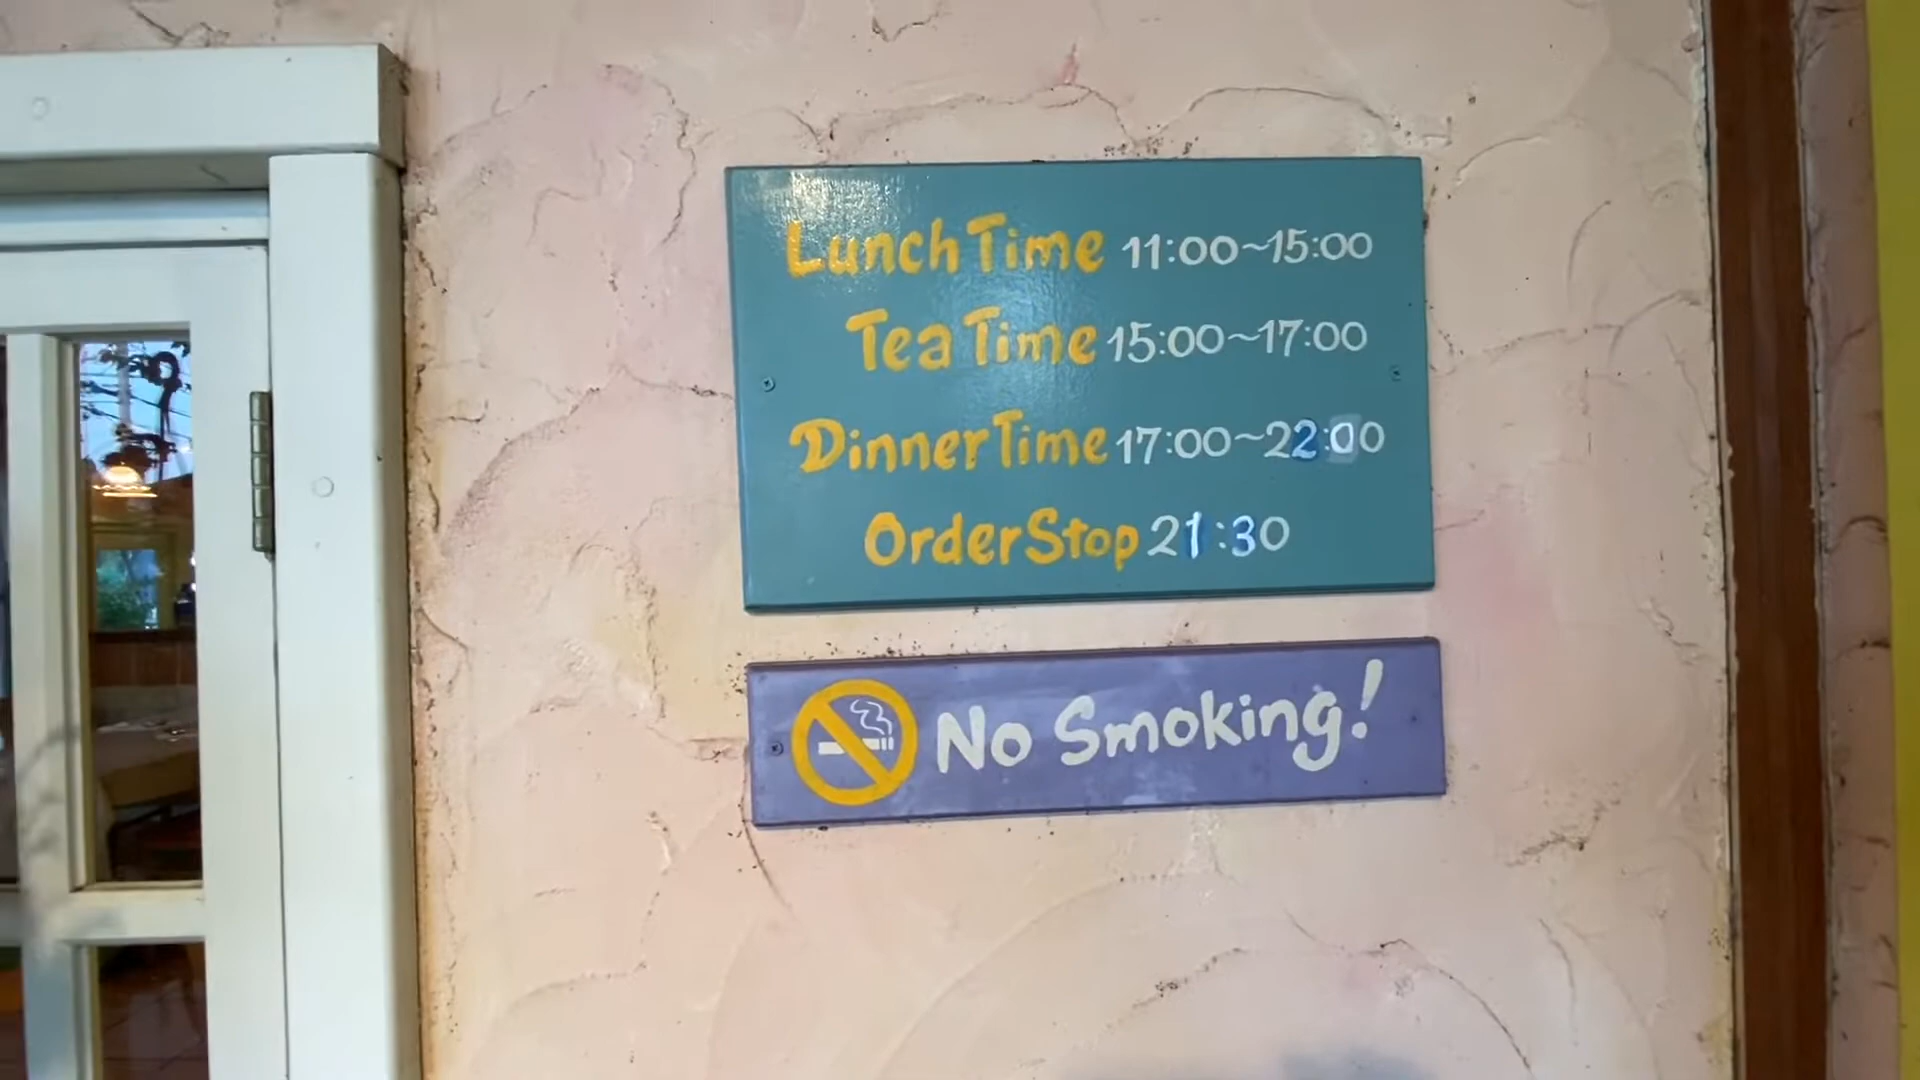 Lunch Time 11:00~15:00
Tea Time 15:00~17:00
Dinner Time 17:00~22:00
Order Stop 21:30
No Smoking!